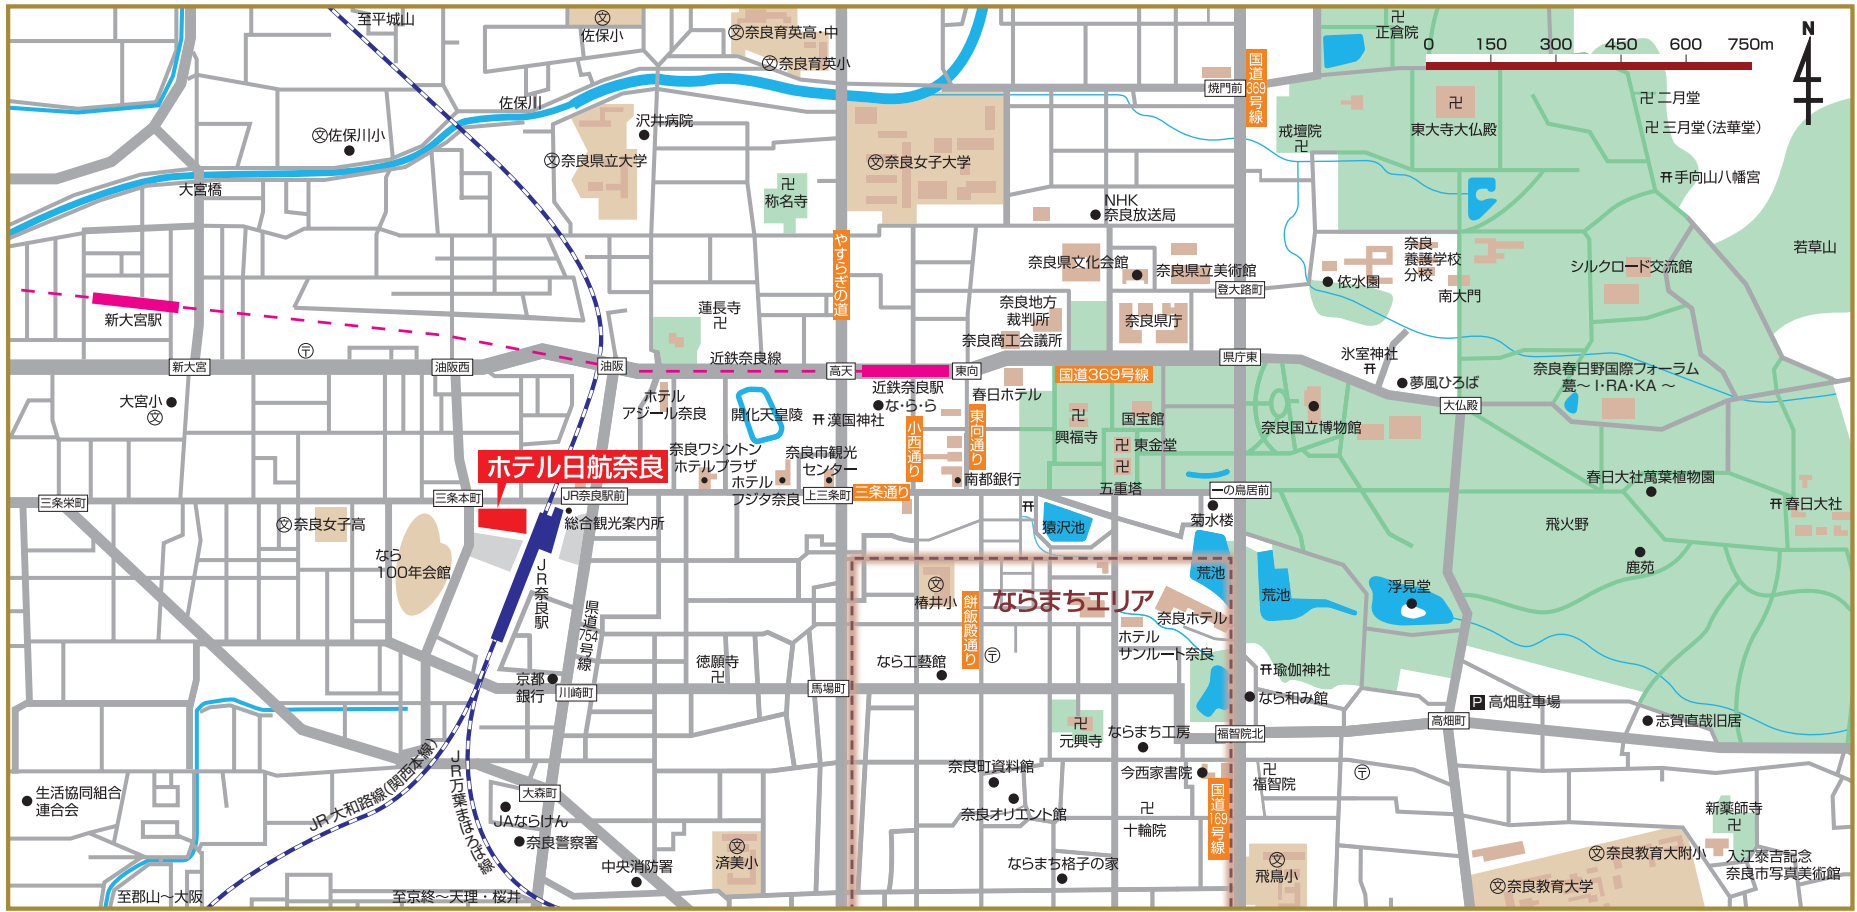 至平城山
佐保小
奈良育英高・中
奈良育英小
正倉院
0 150 300 450 600 750m
N
国道369号線
焼門前
佐保川
佐保川小
沢井病院
奈良県立大学
奈良女子大学
戒壇院
東大寺大仏殿
二月堂
三月堂(法華堂)
手向山八幡宮
大宮橋
称名寺
NHK
奈良放送局
やすらぎの道
奈良県文化会館
奈良県立美術館
登大路町
依水園
奈良
養護学校
分校
南大門
シルクロード交流館
若草山
新大宮駅
蓮長寺
奈良地方
裁判所
奈良商工会議所
奈良県庁
新大宮
油阪西
油阪
近鉄奈良線
高天
近鉄奈良駅
東向
春日ホテル
国道369号線
県庁東
氷室神社
夢風ひろば
大仏殿
奈良春日野国際フォーラム
甍〜I・RA・KA〜
大宮小
ホテル
アジール奈良
開化天皇陵
な・ら・ら
漢国神社
小西通り
東向通り
興福寺
国宝館
東金堂
五重塔
奈良国立博物館
ホテル日航奈良
奈良ワシントン
ホテルプラザ
ホテル
フジタ奈良
奈良市観光
センター
南都銀行
春日大社萬葉植物園
春日大社
三条栄町
三条本町
JR奈良駅前
上三条町
三条通り
一の鳥居前
菊水楼
猿沢池
飛火野
鹿苑
奈良女子高
総合観光案内所
なら
100年会館
JR奈良駅
県道754号線
椿井小
餅飯殿通り
ならまちエリア
荒池
荒池
浮見堂
奈良ホテル
ホテル
サンルート奈良
京都
銀行
川崎町
徳願寺
馬場町
なら工藝館
瑜伽神社
なら和み館
P
高畑駐車場
高畑町
志賀直哉旧居
元興寺
ならまち工房
福智院北
奈良町資料館
今西家書院
福智院
奈良オリエント館
十輪院
国道169号線
新薬師寺
生活協同組合
連合会
JR大和路線(関西本線)
JR万葉まほろば線
大森町
JAならけん
奈良警察署
中央消防署
済美小
ならまち格子の家
飛鳥小
奈良教育大附小
奈良教育大学
入江泰吉記念
奈良市写真美術館
至郡山〜大阪
至京終〜天理・桜井